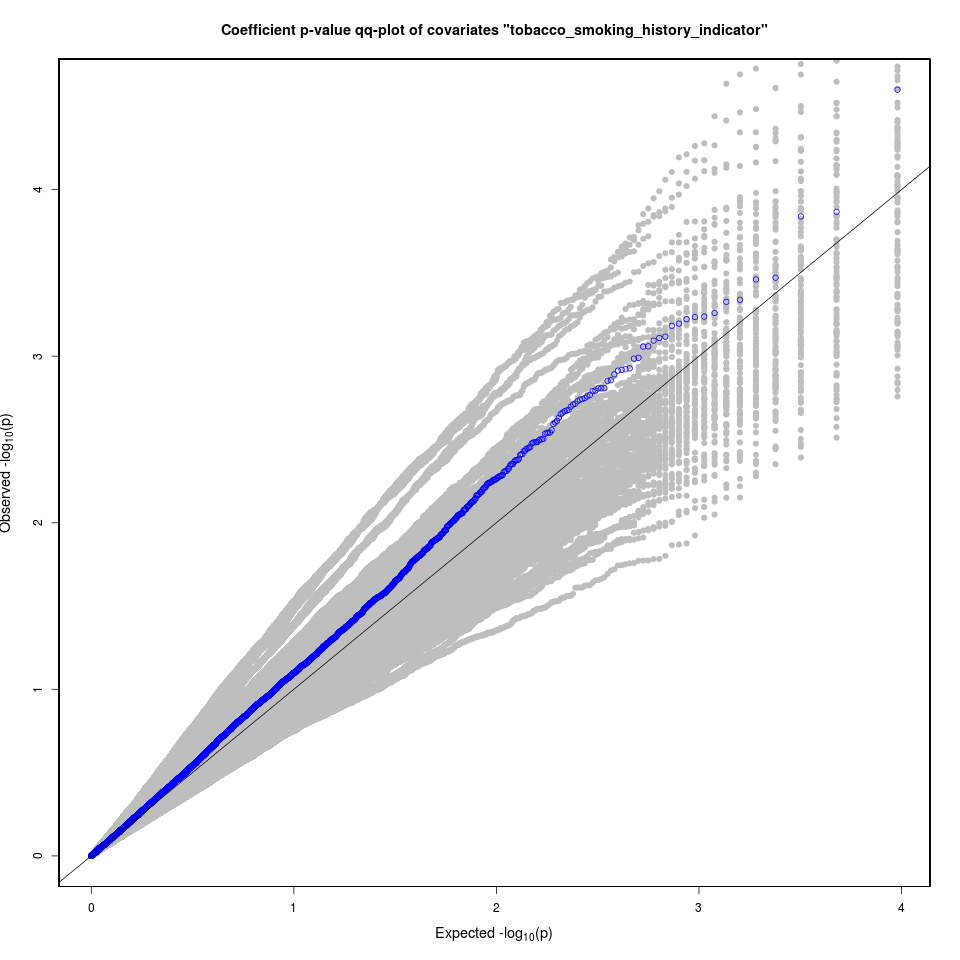 Coefficient p-value qq-plot of covariates "tobacco_smoking_history_indicator"
Observed -log10(p)
4
3
2
1
0
0 1 2 3 4
Expected -log10(p)